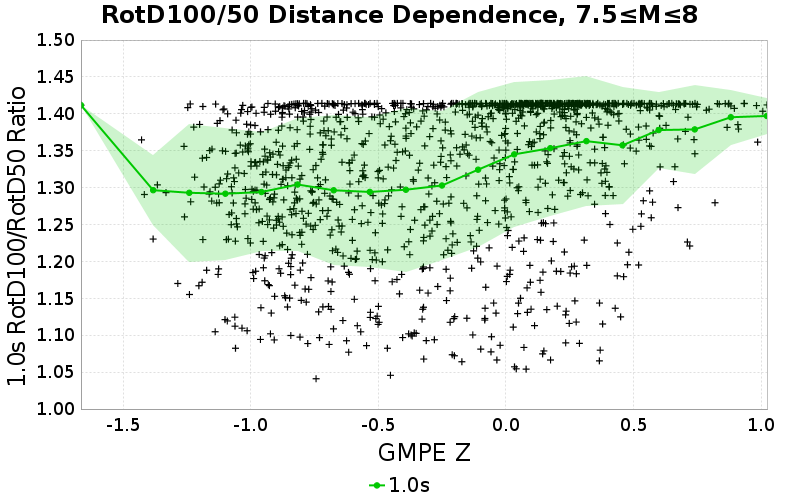 RotD100/50 Distance Dependence, 7.5≤M≤8
1.0s RotD100/RotD50 Ratio
1.50
1.45
1.40
1.35
1.30
1.25
1.20
1.15
1.10
1.05
1.00
-1.5 -1.0 -0.5 0.0 0.5 1.0
GMPE Z
1.0s